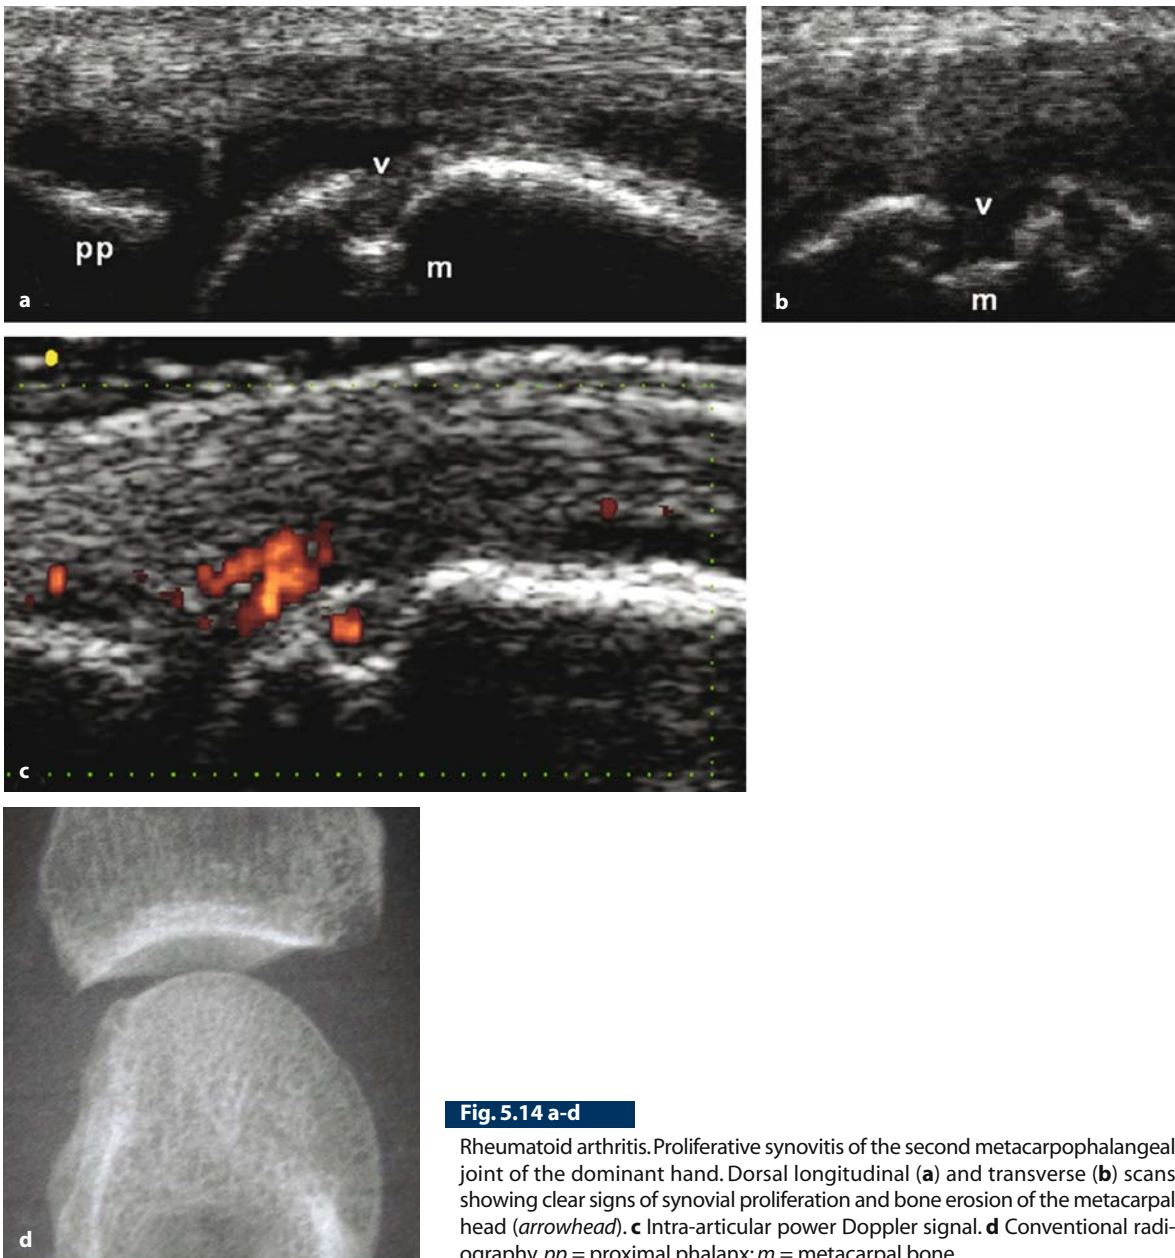 v
pp
m
a
v
m
b
c
d
Fig. 5.14 a-d
Rheumatoid arthritis. Proliferative synovitis of the second metacarpophalangeal
joint of the dominant hand. Dorsal longitudinal (a) and transverse (b) scans
showing clear signs of synovial proliferation and bone erosion of the metacarpal
head (arrowhead). c Intra-articular power Doppler signal. d Conventional radi-
ography. pp = proximal phalanx; m = metacarpal bone